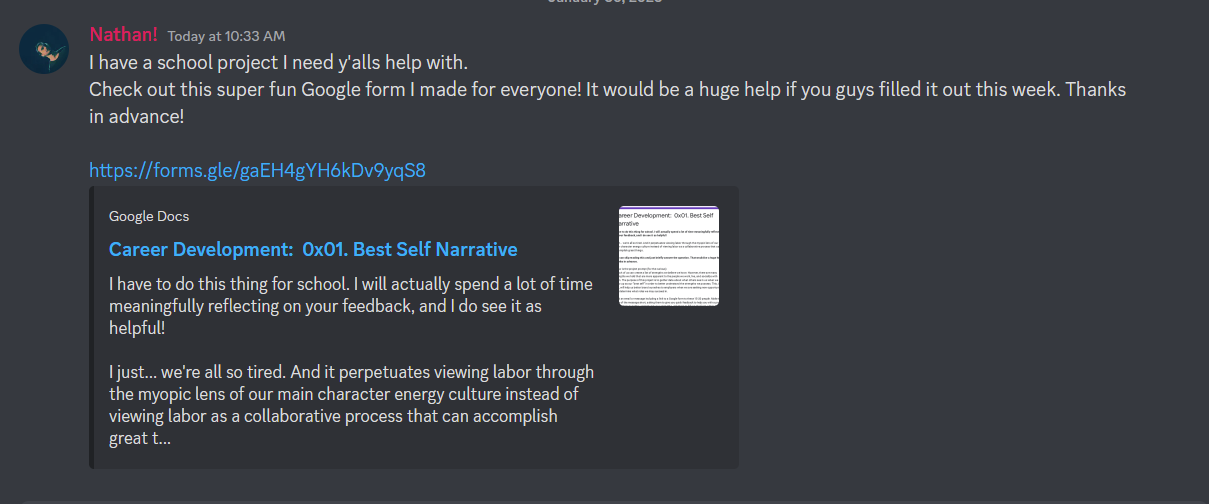 Nathan! Today at 10:33 AM
I have a school project I need y'alls help with.
Check out this super fun Google form I made for everyone! It would be a huge help if you guys filled it out this week. Thanks
in advance!
https://forms.gle/gaEH4gYH6kDv9yqS8
Google Docs
Career Development: 0x01. Best Self Narrative
I have to do this thing for school. I will actually spend a lot of time
meaningfully reflecting on your feedback, and I do see it as
helpful!
I just... we're all so tired. And it perpetuates viewing labor through
the myopic lens of our main character energy culture instead of
viewing labor as a collaborative process that can accomplish
great t...
areer Development: 0x01. Best Self
arrative